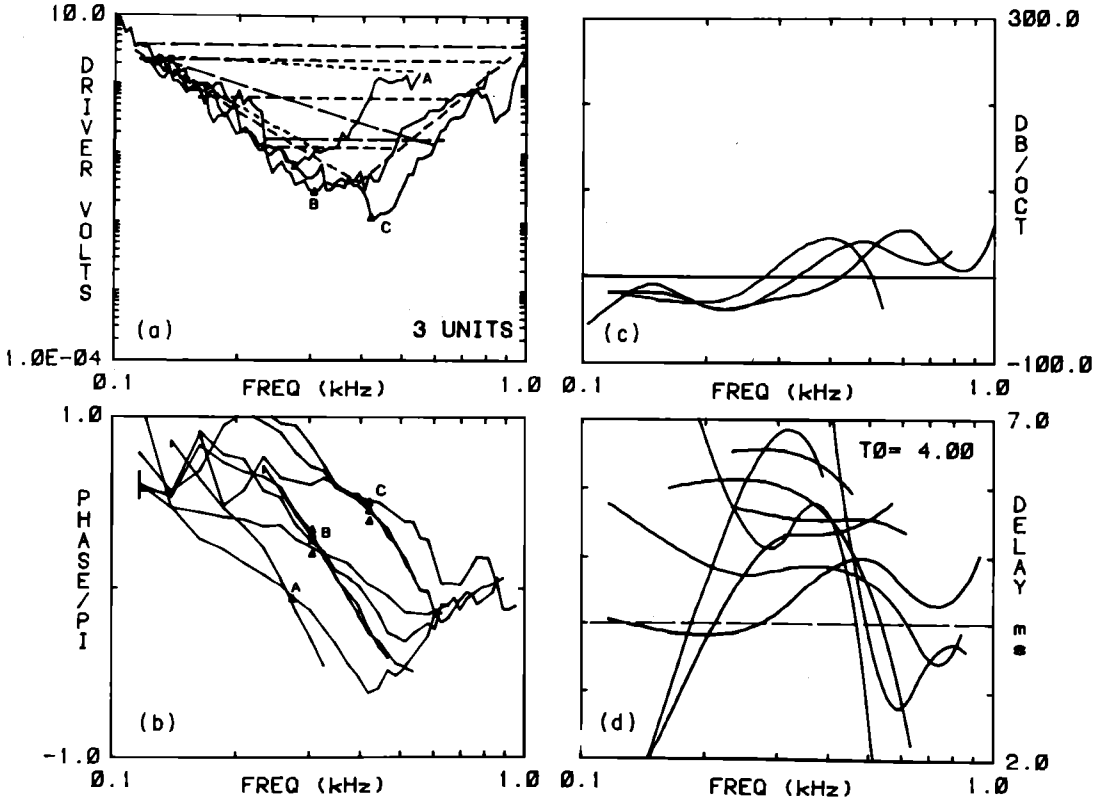 10.0
DRIVER VOLTS
1.0E-04
A
B
C
(a)
3 UNITS
0.1
FREQ (kHz)
1.0
300.0
DB/OCT
-100.0
(c)
0.1
FREQ (kHz)
1.0
1.0
PHASE/PI
-1.0
C
B
A
(b)
0.1
FREQ (kHz)
1.0
7.0
T0= 4.00
DELAY ms
2.0
(d)
0.1
FREQ (kHz)
1.0